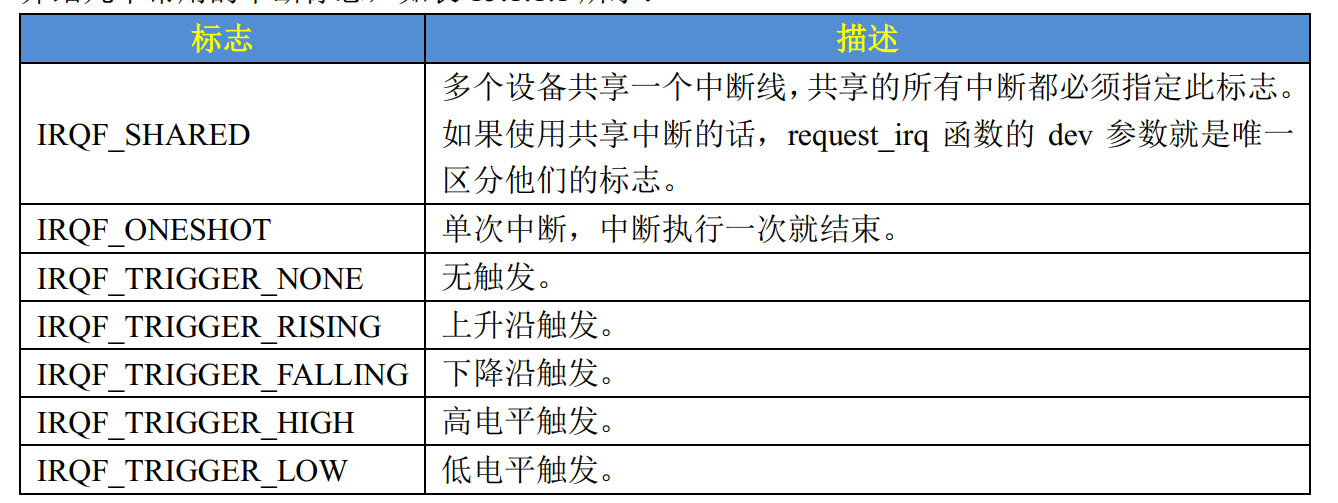 标志 描述
IRQF_SHARED
多个设备共享一个中断线，共享的所有中断都必须指定此标志。
如果使用共享中断的话，request_irq 函数的 dev 参数就是唯一
区分他们的标志。
IRQF_ONESHOT 单次中断，中断执行一次就结束。
IRQF_TRIGGER_NONE 无触发。
IRQF_TRIGGER_RISING 上升沿触发。
IRQF_TRIGGER_FALLING 下降沿触发。
IRQF_TRIGGER_HIGH 高电平触发。
IRQF_TRIGGER_LOW 低电平触发。